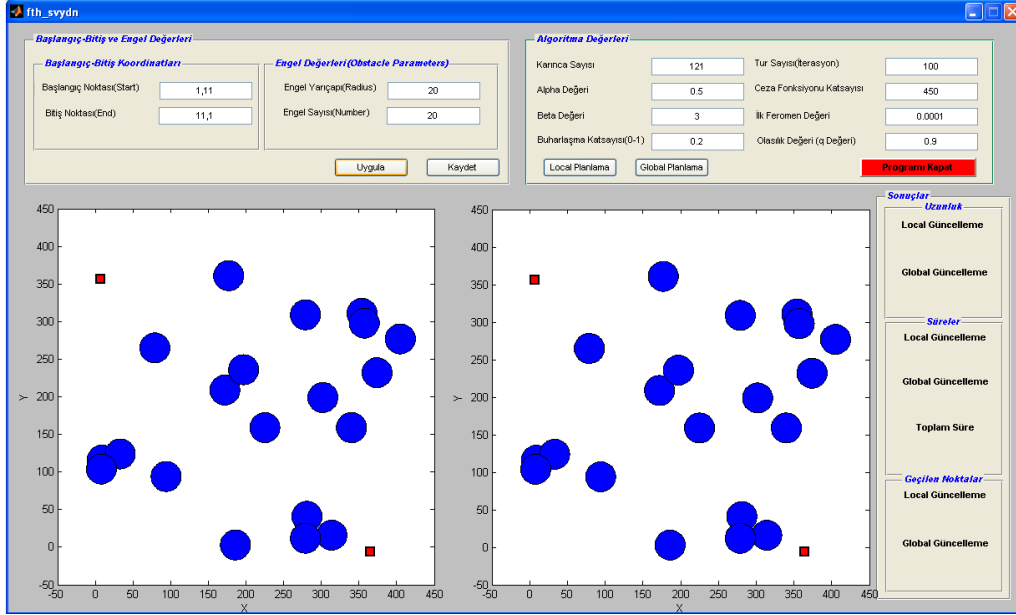 fth_svydn
Başlangıç-Bitiş ve Engel Değerleri
Başlangıç-Bitiş Koordinatları
Başlangıç Noktası(Start) 1,11
Bitiş Noktası(End) 11,1
Engel Değerleri(Obstacle Parameters)
Engel Yarıçapı(Radius) 20
Engel Sayısı(Number) 20
Uygula Kaydet
Algoritma Değerleri
Karınca Sayısı 121 Tur Sayısı(İterasyon) 100
Alpha Değeri 0.5 Ceza Fonksiyonu Katsayısı 450
Beta Değeri 3 İlk Feromen Değeri 0.0001
Buharlaşma Katsayısı(0-1) 0.2 Olasılık Değeri (q Değeri) 0.9
Local Planlama Global Planlama Programı Kapat
450
400
350
300
250
200
150
100
50
0
-50
Y
-50 0 50 100 150 200 250 300 350 400 450
X
450
400
350
300
250
200
150
100
50
0
-50
Y
-50 0 50 100 150 200 250 300 350 400 450
X
Sonuçlar
Uzunluk
Local Güncelleme
Global Güncelleme
Süreler
Local Güncelleme
Global Güncelleme
Toplam Süre
Geçilen Noktalar
Local Güncelleme
Global Güncelleme